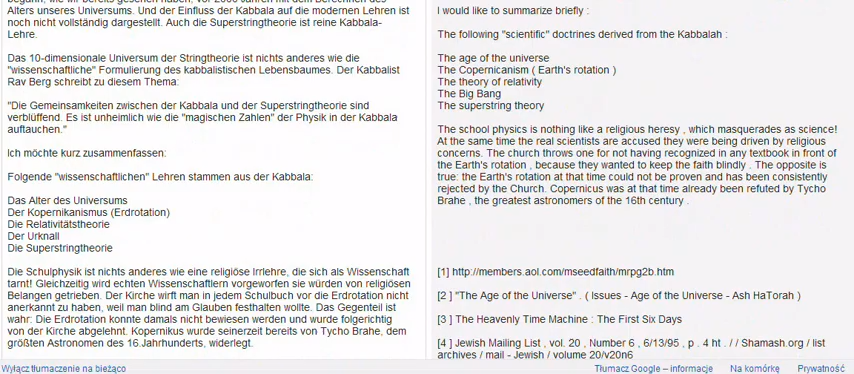 begann, wie wir bereits gesehen haben, vor 2000 Jahren mit dem Berechnen des
Alters unseres Universums. Und der Einfluss der Kabbala auf die modernen Lehren ist
noch nicht vollständig dargestellt. Auch die Superstringtheorie ist reine Kabbala-
Lehre.
Das 10-dimensionale Universum der Stringtheorie ist nichts anderes wie die
"wissenschaftliche" Formulierung des kabbalistischen Lebensbaumes. Der Kabbalist
Rav Berg schreibt zu diesem Thema:
"Die Gemeinsamkeiten zwischen der Kabbala und der Superstringtheorie sind
verblüffend. Es ist unheimlich wie die "magischen Zahlen" der Physik in der Kabbala
auftauchen."
Ich möchte kurz zusammenfassen:
Folgende "wissenschaftlichen" Lehren stammen aus der Kabbala:
Das Alter des Universums
Der Kopernikanismus (Erdrotation)
Die Relativitätstheorie
Der Urknall
Die Superstringtheorie
Die Schulphysik ist nichts anderes wie eine religiöse Irrlehre, die sich als Wissenschaft
tarnt! Gleichzeitig wird echten Wissenschaftlern vorgeworfen sie würden von religiösen
Belangen getrieben. Der Kirche wirft man in jedem Schulbuch vor die Erdrotation nicht
anerkannt zu haben, weil man blind am Glauben festhalten wollte. Das Gegenteil ist
wahr: Die Erdrotation konnte damals nicht bewiesen werden und wurde folgerichtig
von der Kirche abgelehnt. Kopernikus wurde seinerzeit bereits von Tycho Brahe, dem
größten Astronomen des 16.Jahrhunderts, widerlegt.
I would like to summarize briefly :
The following "scientific" doctrines derived from the Kabbalah :
The age of the universe
The Copernicanism ( Earth's rotation )
The theory of relativity
The Big Bang
The superstring theory
The school physics is nothing like a religious heresy , which masquerades as science!
At the same time the real scientists are accused they were being driven by religious
concerns. The church throws one for not having recognized in any textbook in front of
the Earth's rotation , because they wanted to keep the faith blindly . The opposite is
true: the Earth's rotation at that time could not be proven and has been consistently
rejected by the Church. Copernicus was at that time already been refuted by Tycho
Brahe , the greatest astronomers of the 16th century .
[1] http://members.aol.com/mseedfaith/mrpg2b.htm
[2 ] "The Age of the Universe" . ( Issues - Age of the Universe - Ash HaTorah )
[3 ] The Heavenly Time Machine : The First Six Days
[4 ] Jewish Mailing List , vol. 20 , Number 6 , 6/13/95 , p . 4 ht . / / Shamash.org / list
archives / mail - Jewish / volume 20/v20n6
Wyłącz tłumaczenie na bieżąco
Tłumacz Google – informacje Na komórkę Prywatność